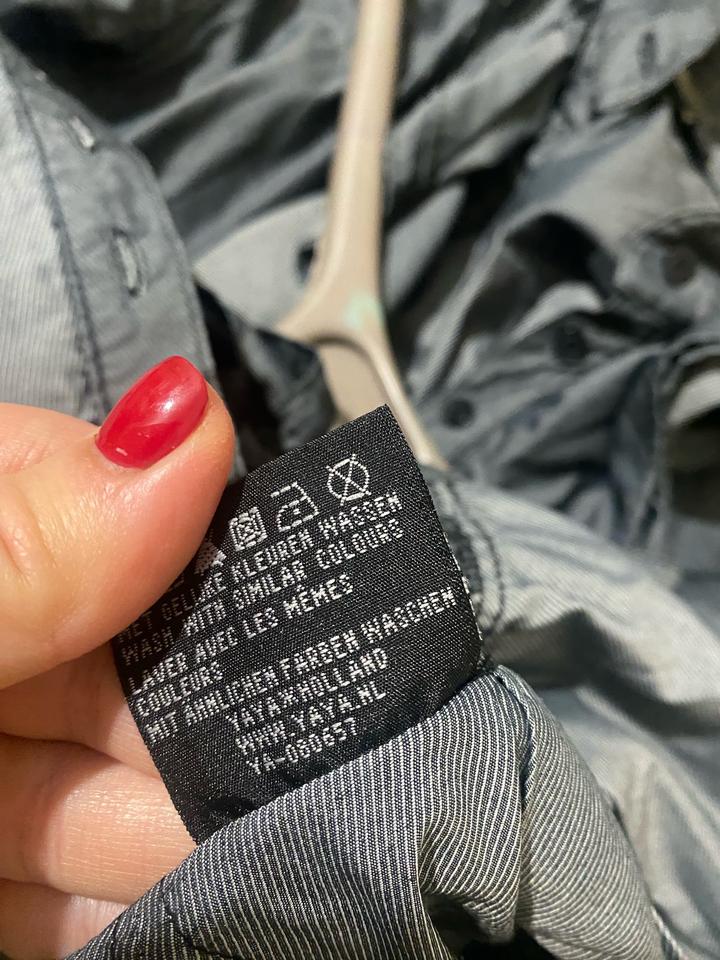 MET GELIJKE KLEUREN WASSEN
WASH WITH SIMILAR COLOURS
LAVER AVEC LES MÊMES
COULEURS
MIT ÄHNLICHEN FARBEN WASCHEN
YAYA×HOLLAND
WWW.YAYA.NL
YA-080657